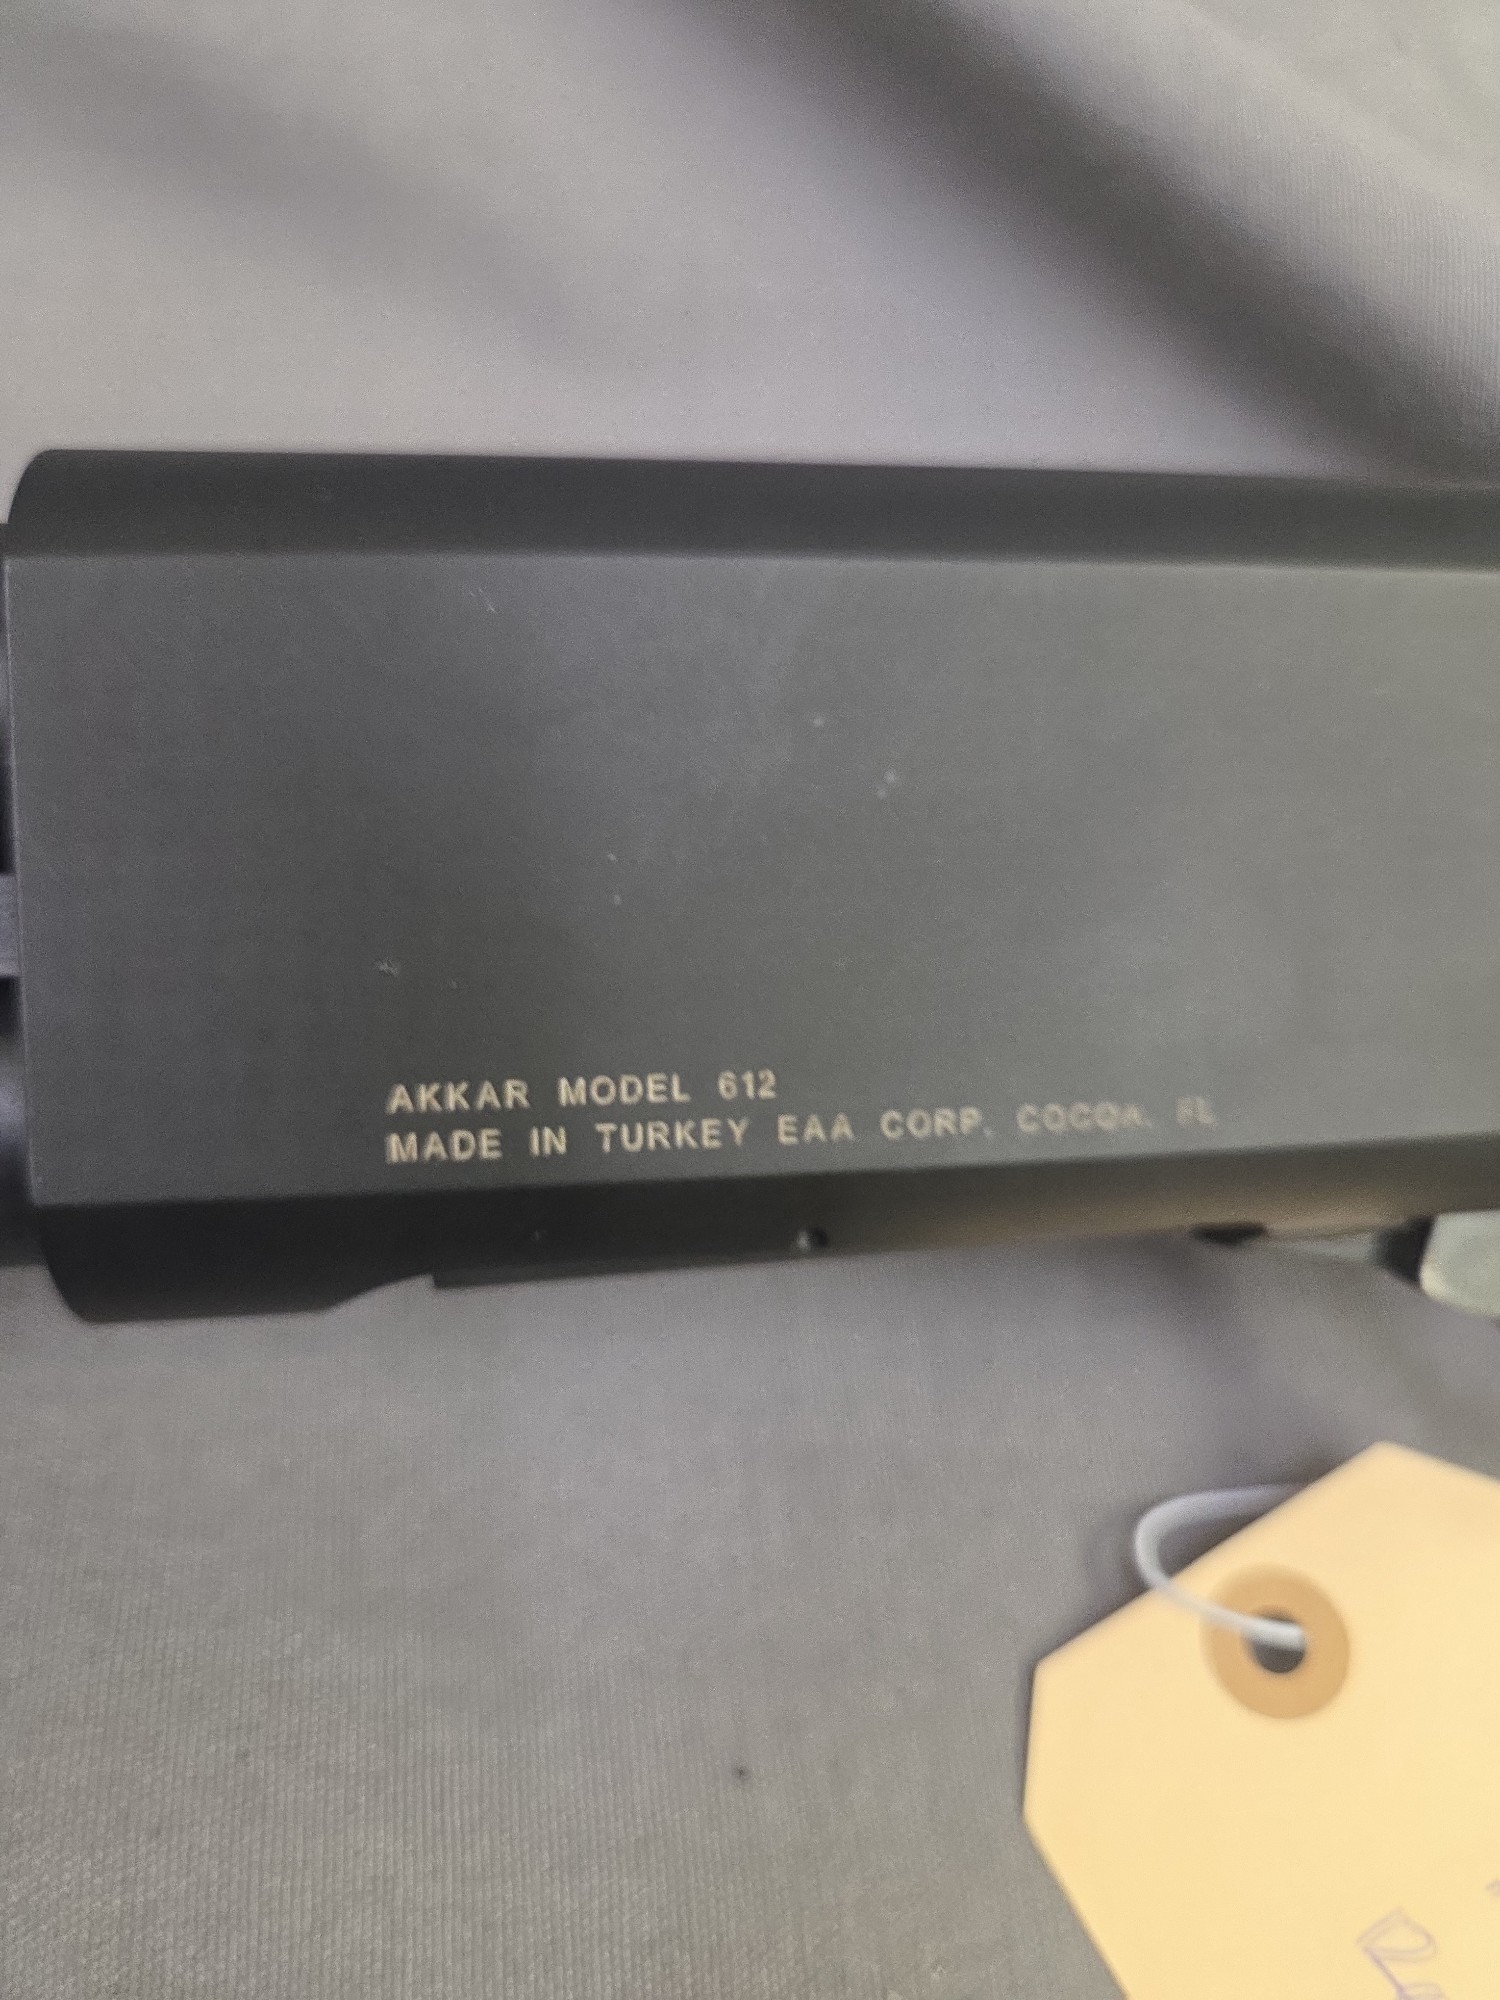 AKKAR MODEL 612
MADE IN TURKEY EAA CORP. COCOA, FL